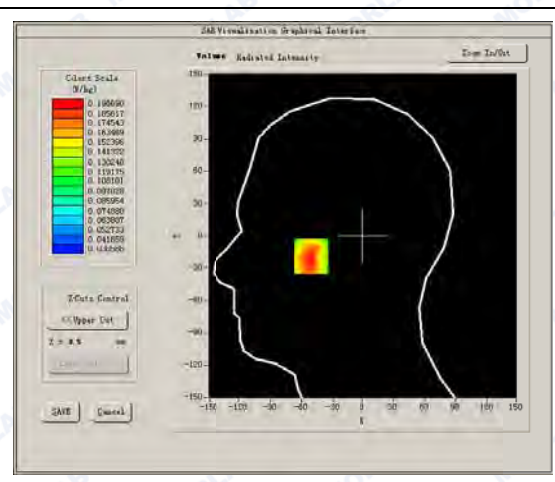 SAR Visualisation Graphical Interface
Volume Radiated Intensity
Zoom In/Out
Colors Scale
(W/kg)
0.196690
0.185617
0.174543
0.163469
0.152396
0.141322
0.130248
0.119175
0.108101
0.097028
0.085954
0.074880
0.063807
0.052733
0.041659
150
120
90
60
30
0
-30
-60
-90
-120
-150
-150 -120 -90 -60 -30 0 30 60 90 120 150
X
Z-Cuts Control
<<Upper Cut
Z = mm
SAVE Cancel